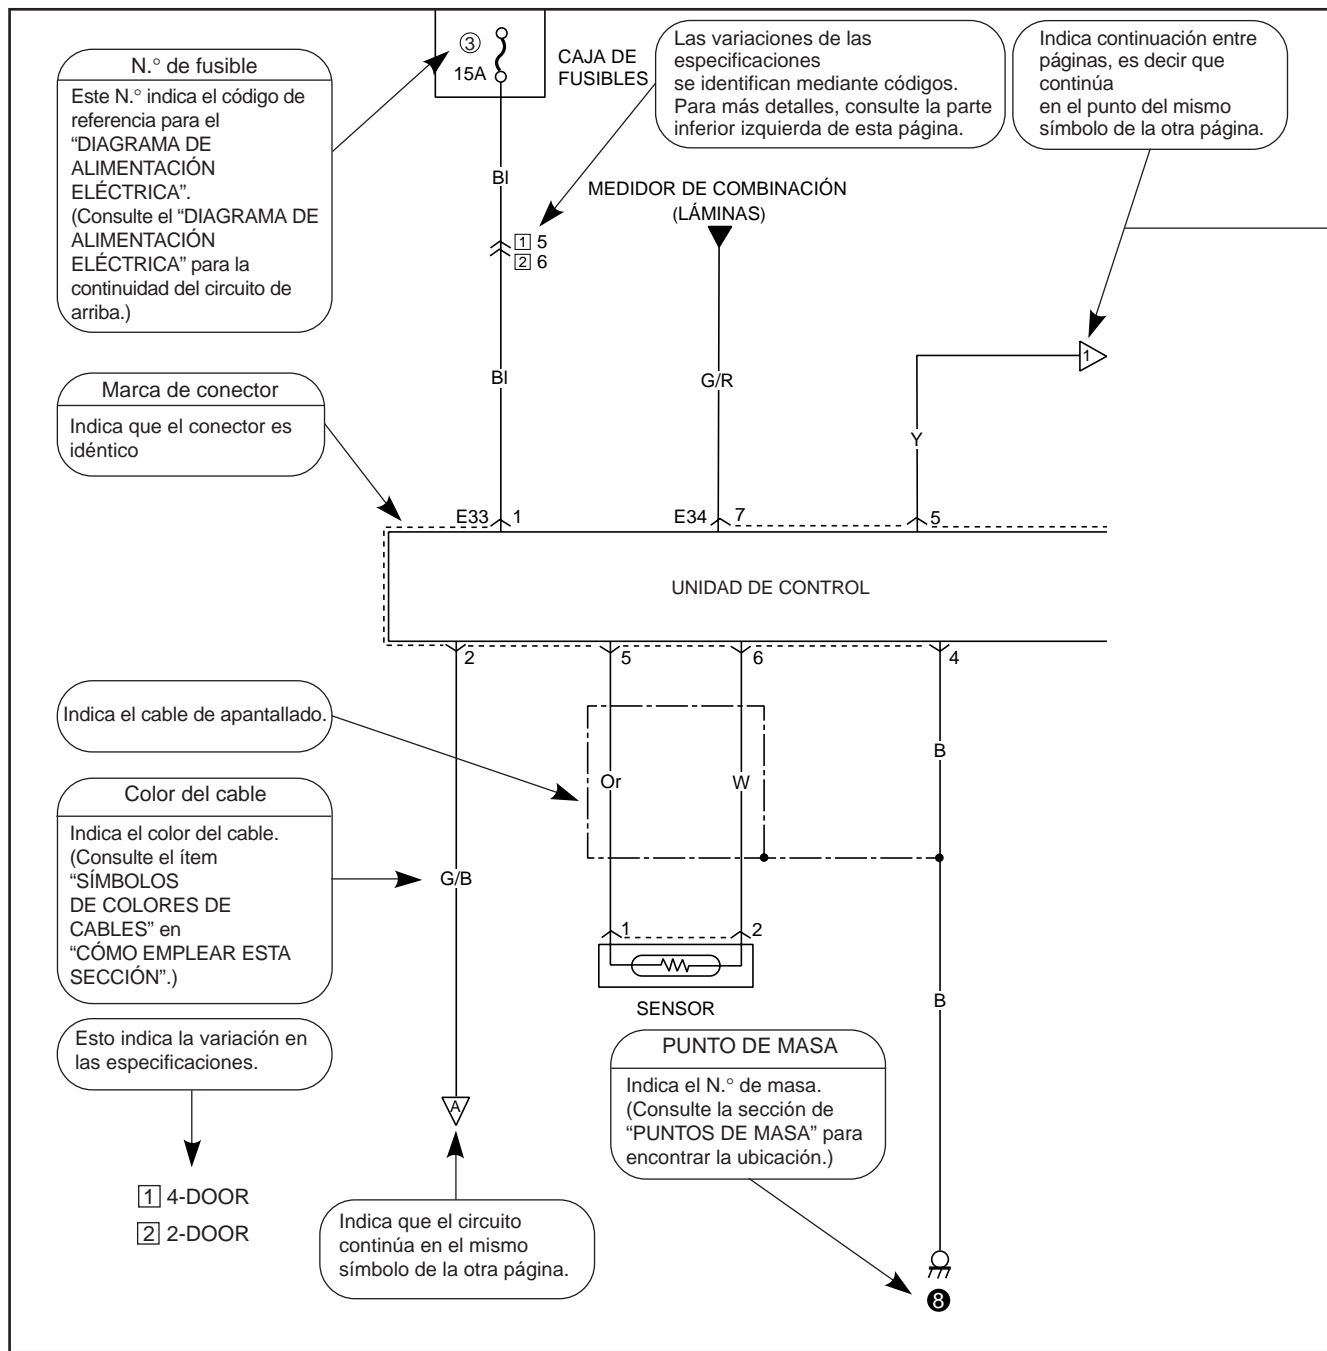 N.° de fusible
Este N.° indica el código de
referencia para el
“DIAGRAMA DE
ALIMENTACIÓN
ELÉCTRICA”.
(Consulte el “DIAGRAMA DE
ALIMENTACIÓN
ELÉCTRICA” para la
continuidad del circuito de
arriba.)
3
15A
CAJA DE
FUSIBLES
Las variaciones de las
especificaciones
se identifican mediante códigos.
Para más detalles, consulte la parte
inferior izquierda de esta página.
Indica continuación entre
páginas, es decir que
continúa
en el punto del mismo
símbolo de la otra página.
Bl
MEDIDOR DE COMBINACIÓN
(LÁMINAS)
1 5
2 6
1
Bl
G/R
Y
Marca de conector
Indica que el conector es
idéntico
E33 1
E34 7
5
UNIDAD DE CONTROL
2
5
6
4
Indica el cable de apantallado.
Or
W
B
Color del cable
Indica el color del cable.
(Consulte el ítem
“SÍMBOLOS
DE COLORES DE
CABLES” en
“CÓMO EMPLEAR ESTA
SECCIÓN”.)
G/B
1
2
SENSOR
B
Esto indica la variación en
las especificaciones.
PUNTO DE MASA
Indica el N.° de masa.
(Consulte la sección de
“PUNTOS DE MASA” para
encontrar la ubicación.)
A
1 4-DOOR
2 2-DOOR
Indica que el circuito
continúa en el mismo
símbolo de la otra página.
8